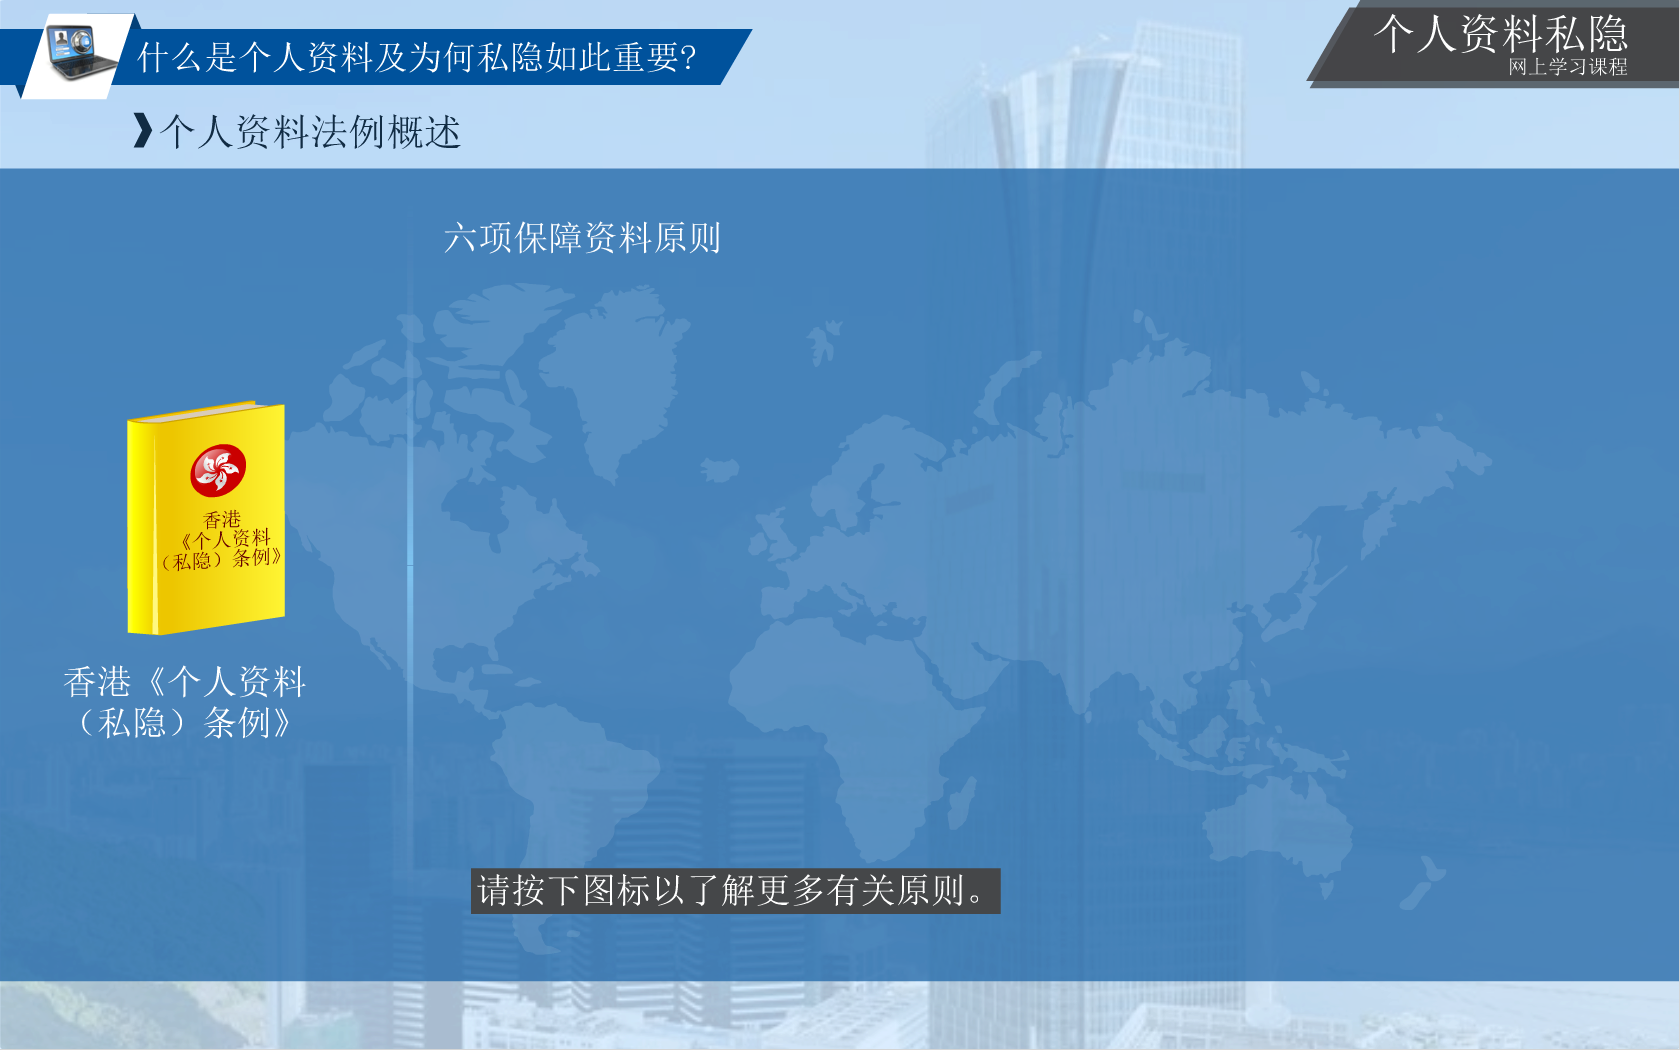 什么是个人资料及为何私隐如此重要?
个人资料私隐
网上学习课程
个人资料法例概述
六项保障资料原则
香港
《个人资料
（私隐）条例》
香港《个人资料
（私隐）条例》
请按下图标以了解更多有关原则。